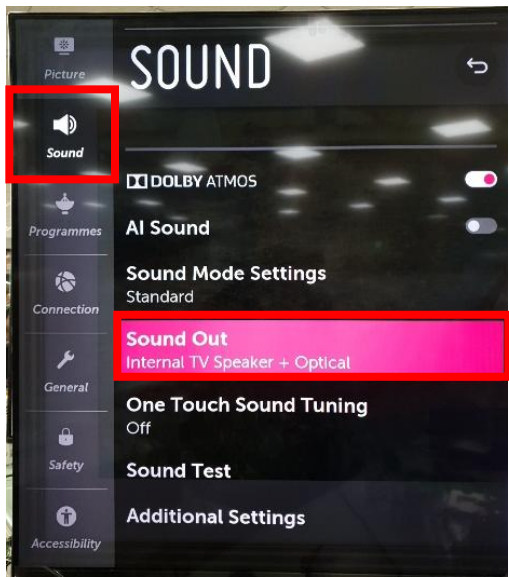 Picture
Sound
Programmes
Connection
General
Safety
Accessibility
SOUND
DOLBY ATMOS
AI Sound
Sound Mode Settings
Standard
Sound Out
Internal TV Speaker + Optical
One Touch Sound Tuning
Off
Sound Test
Additional Settings